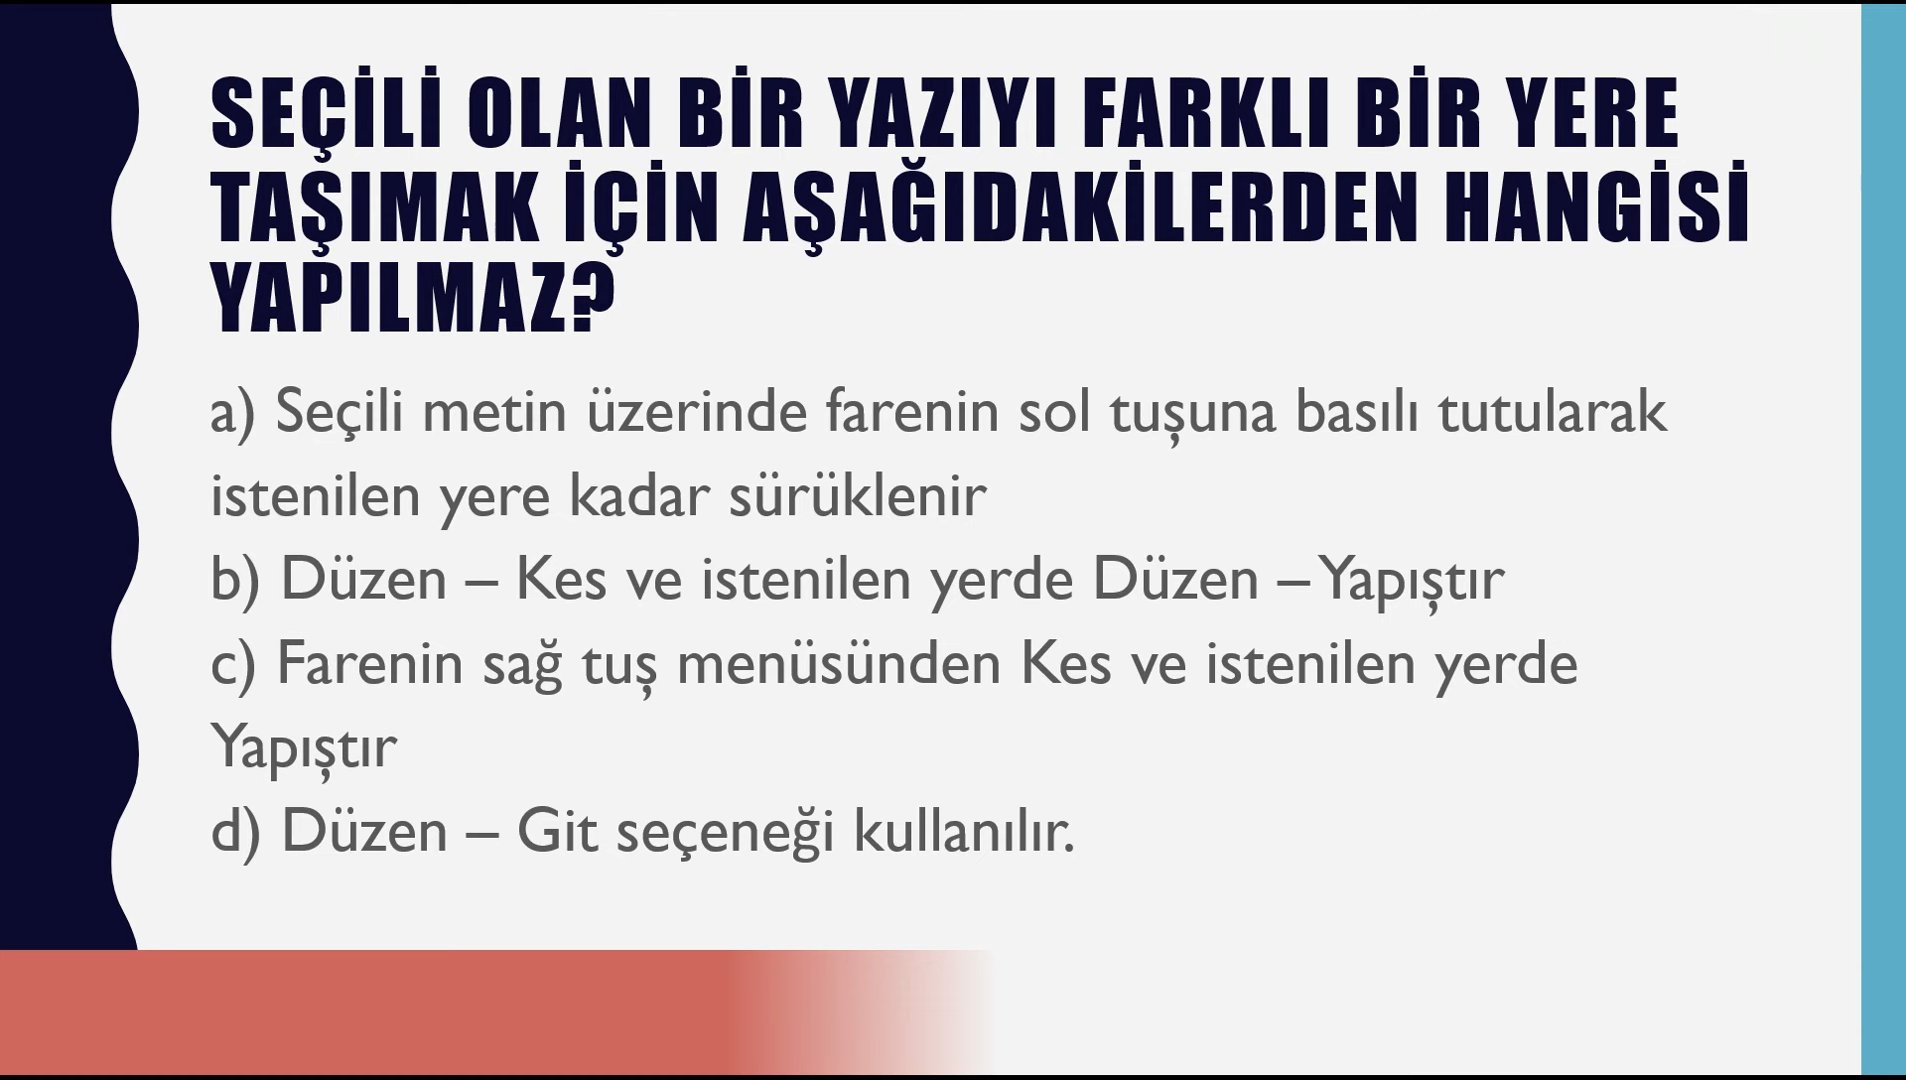 SEÇİLİ OLAN BİR YAZIYI FARKLI BİR YERE
TAŞIMAK İÇİN AŞAĞIDAKİLERDEN HANGİSİ
YAPILMAZ?
a) Seçili metin üzerinde farenin sol tuşuna basılı tutularak
istenilen yere kadar sürüklenir
b) Düzen – Kes ve istenilen yerde Düzen – Yapıştır
c) Farenin sağ tuş menüsünden Kes ve istenilen yerde
Yapıştır
d) Düzen – Git seçeneği kullanılır.